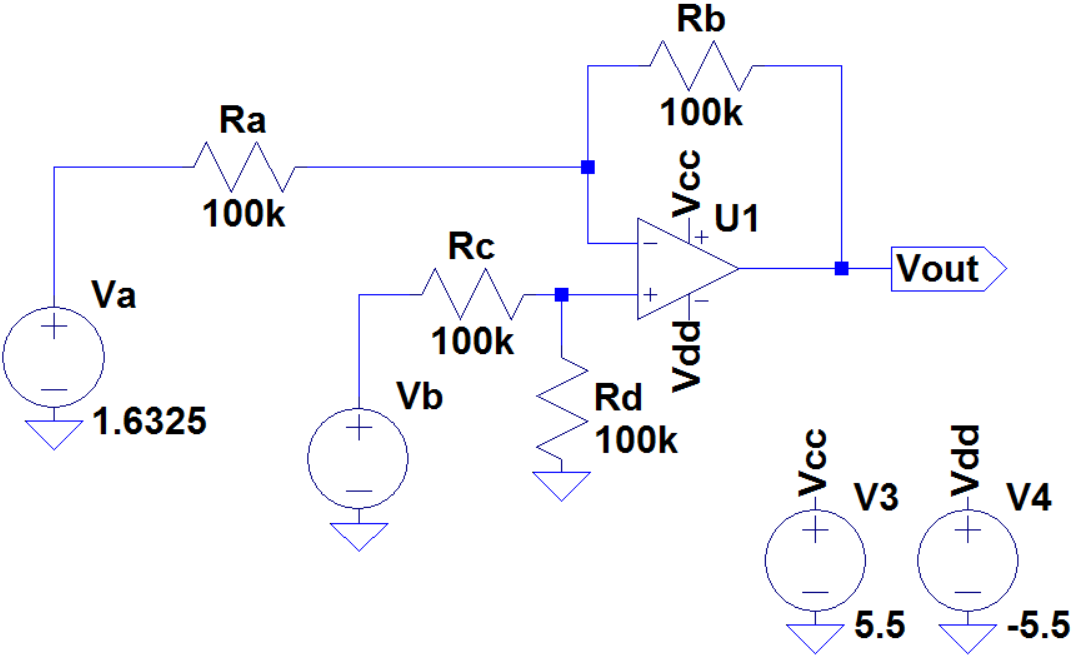 Rb
100k
Ra
100k
Vcc
U1
Rc
100k
Vout
Va
1.6325
Vdd
Vb
Rd
100k
Vcc
V3
5.5
Vdd
V4
-5.5